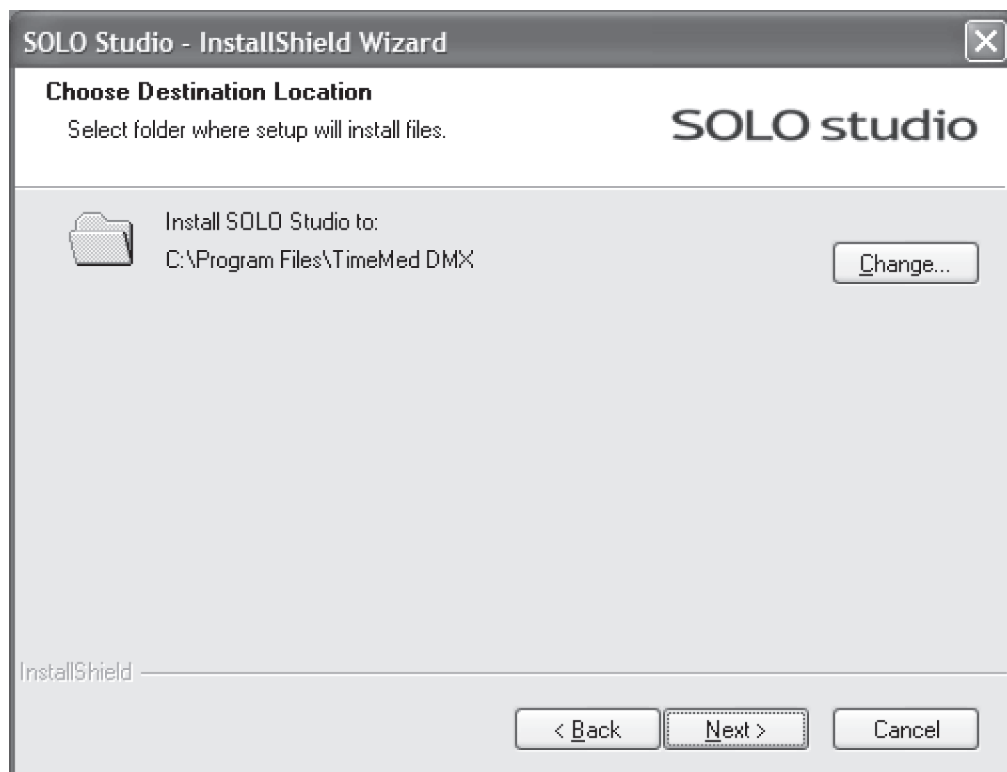 SOLO Studio - InstallShield Wizard
Choose Destination Location
Select folder where setup will install files.
SOLO studio
Install SOLO Studio to:
C:\Program Files\TimeMed DMX
Change...
InstallShield
< Back
Next >
Cancel